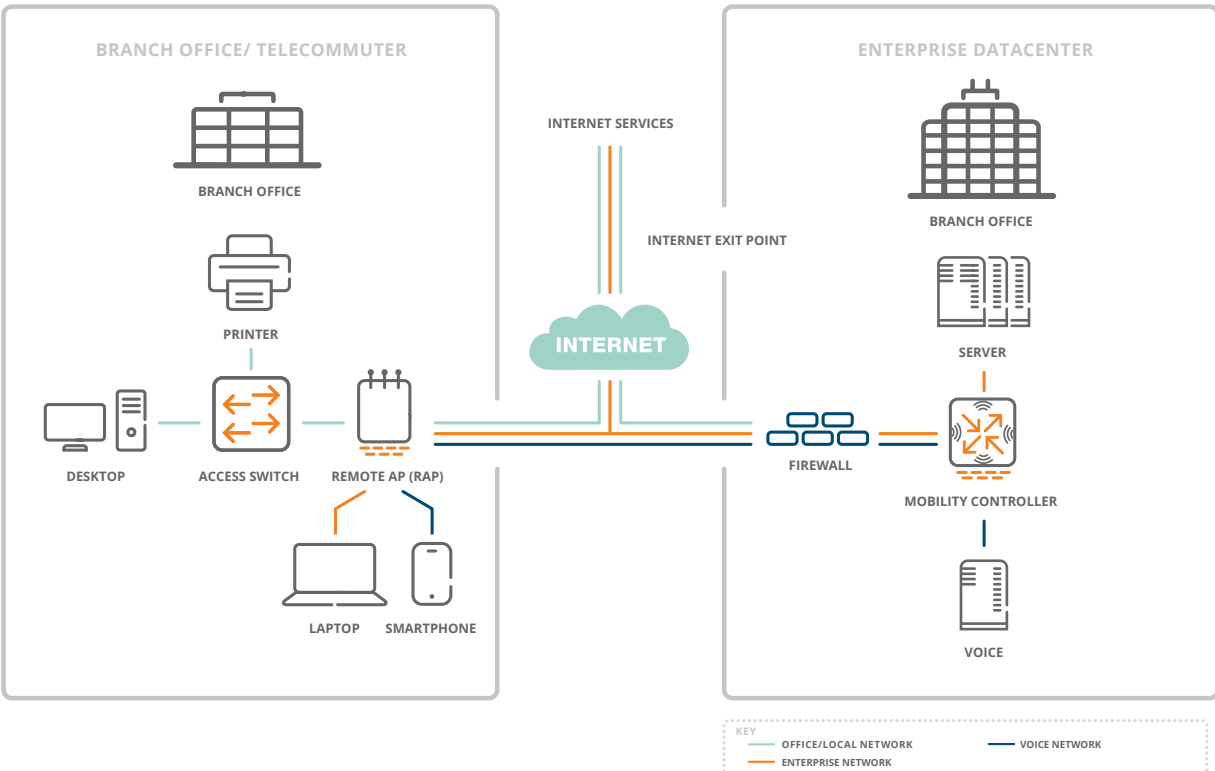 BRANCH OFFICE/ TELECOMMUTER
BRANCH OFFICE
PRINTER
DESKTOP
ACCESS SWITCH
REMOTE AP (RAP)
LAPTOP
SMARTPHONE
INTERNET SERVICES
INTERNET EXIT POINT
INTERNET
ENTERPRISE DATACENTER
BRANCH OFFICE
SERVER
FIREWALL
MOBILITY CONTROLLER
VOICE
KEY
OFFICE/LOCAL NETWORK
VOICE NETWORK
ENTERPRISE NETWORK